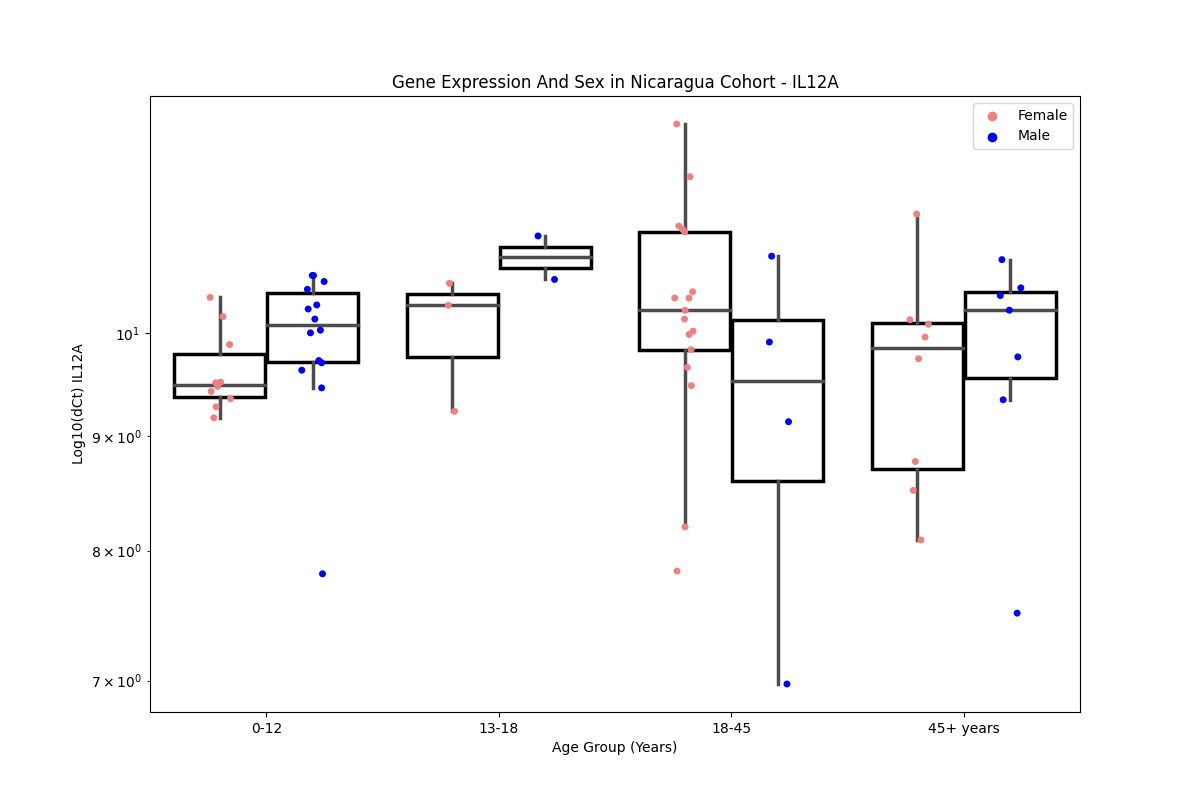 Gene Expression And Sex in Nicaragua Cohort - IL12A
Female
Male
Log10(dCt) IL12A
10¹
9 × 10⁰
8 × 10⁰
7 × 10⁰
0-12
13-18
18-45
45+ years
Age Group (Years)